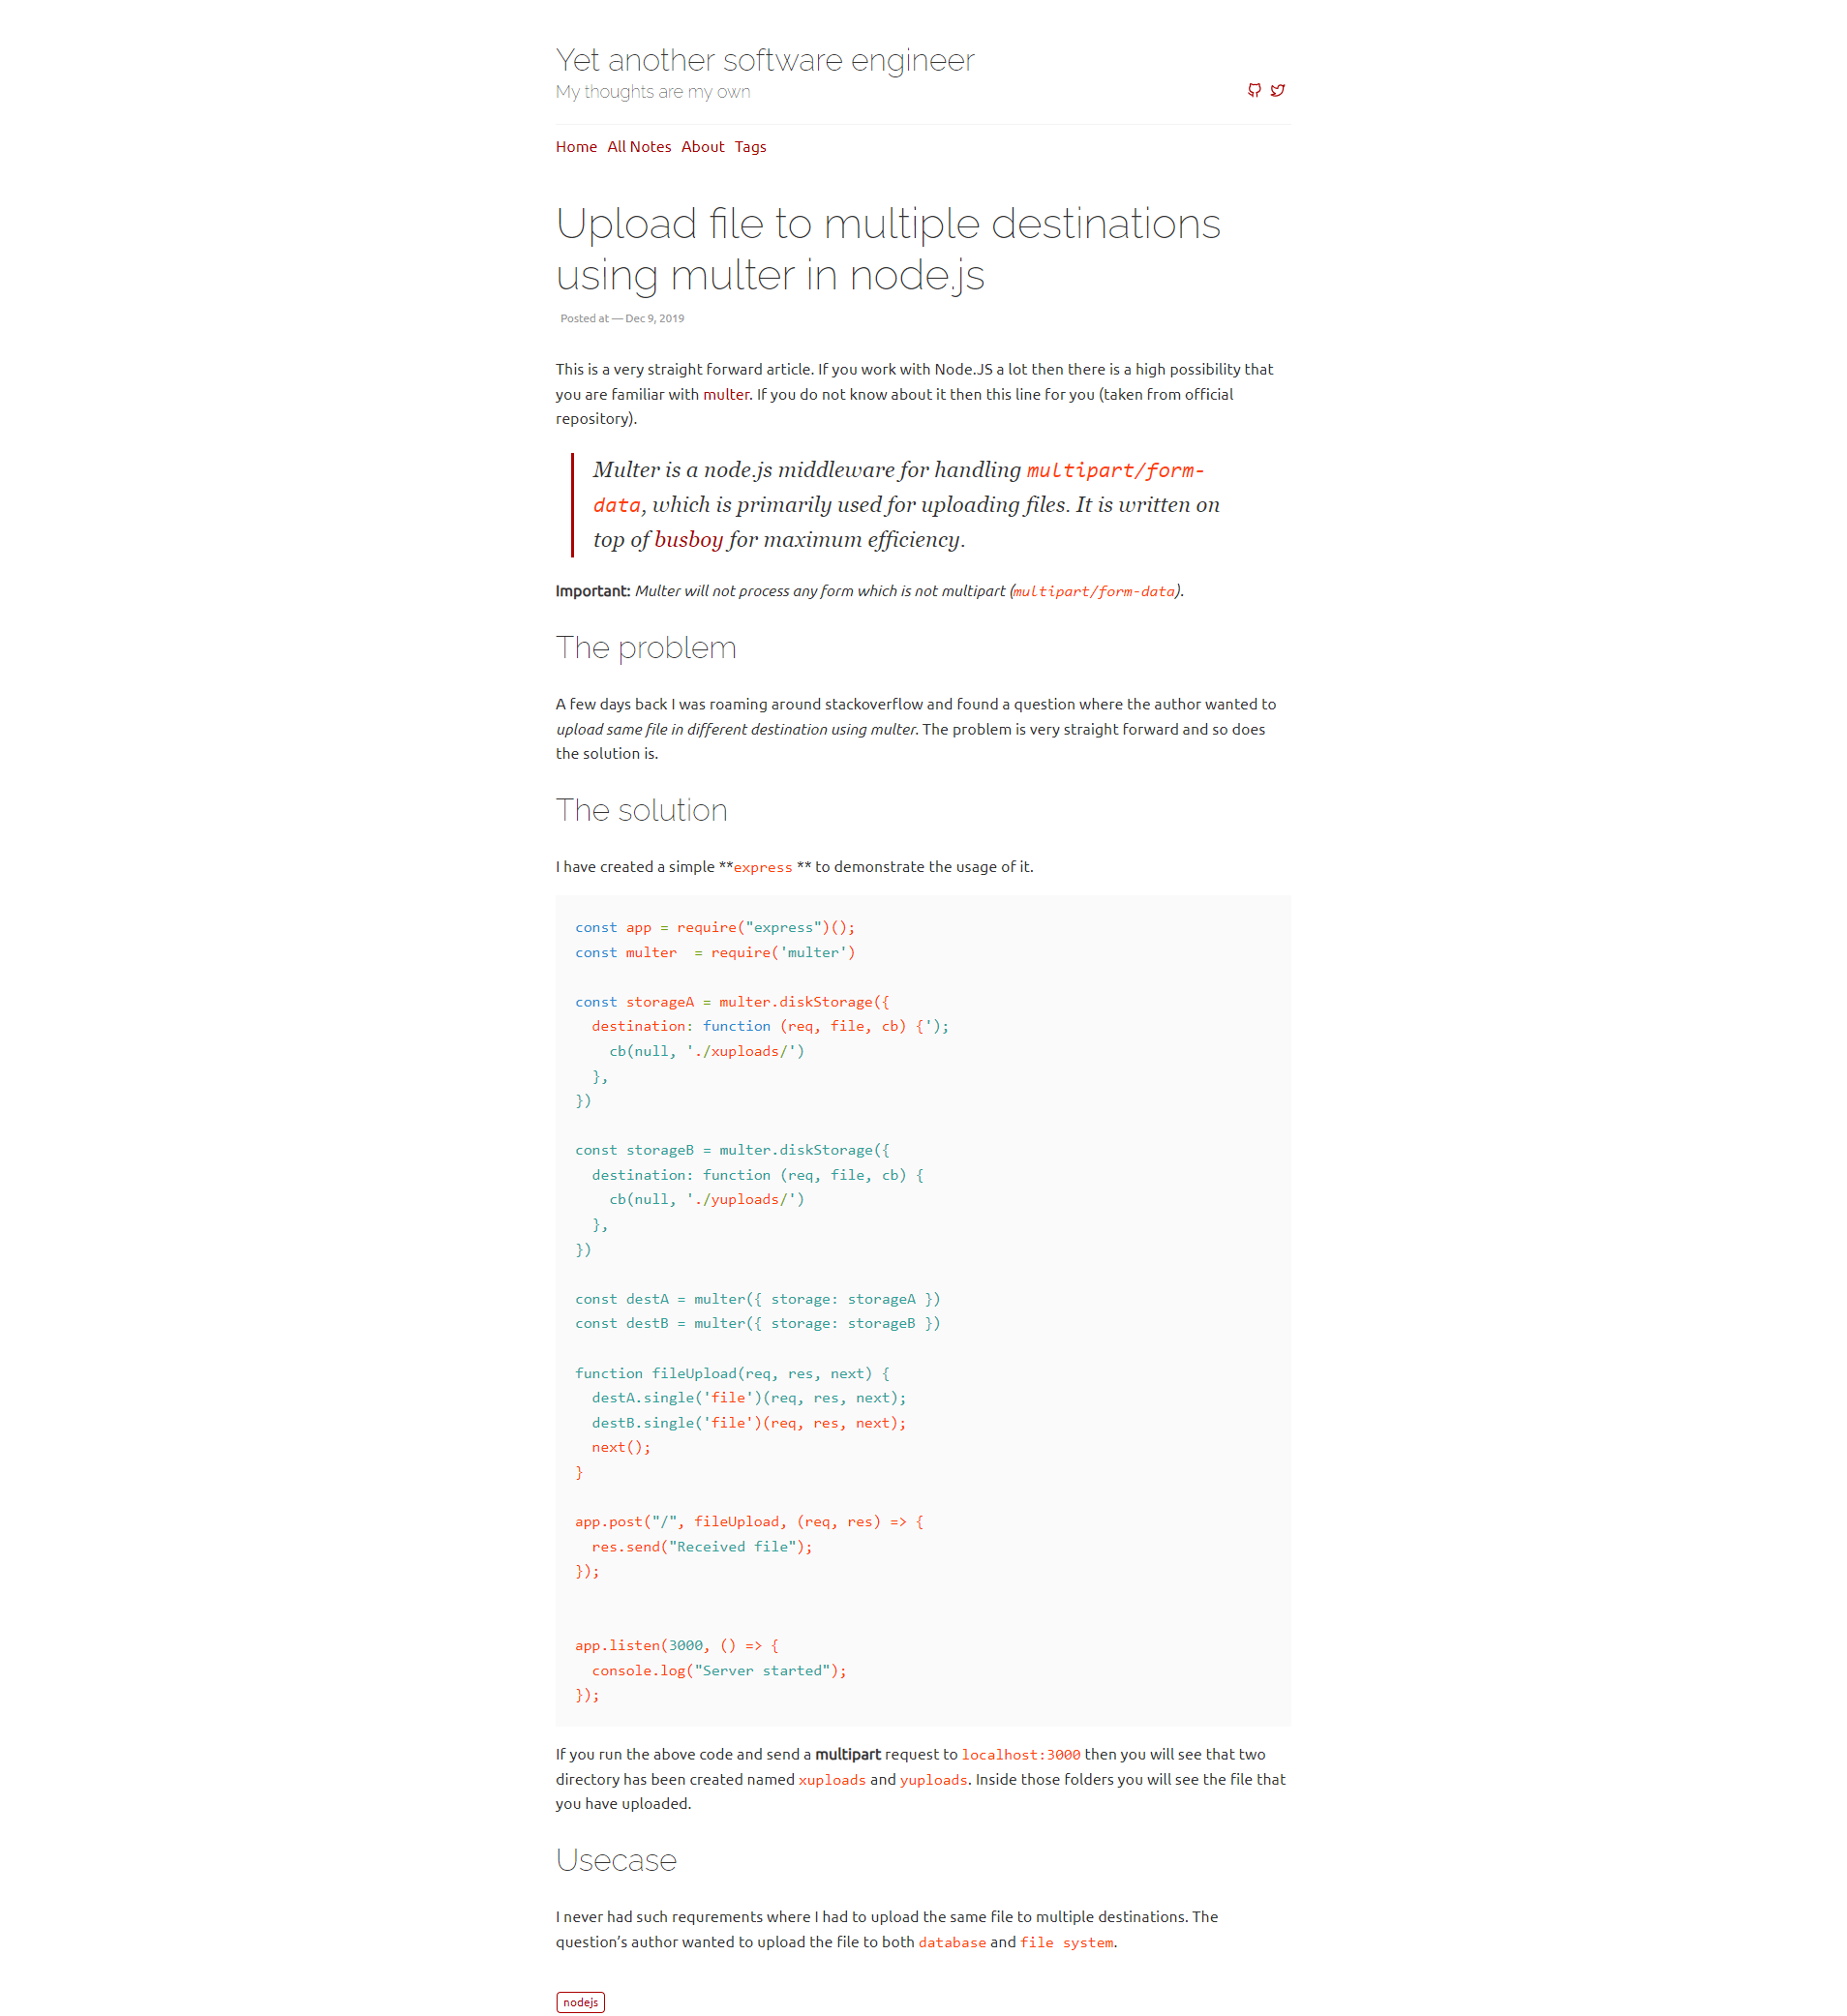 Yet another software engineer
My thoughts are my own
Home All Notes About Tags
Upload file to multiple destinations
using multer in node.js
Posted at — Dec 9, 2019
This is a very straight forward article. If you work with Node.JS a lot then there is a high possibility that
you are familiar with multer. If you do not know about it then this line for you (taken from official
repository).
Multer is a node.js middleware for handling multipart/form-
data, which is primarily used for uploading files. It is written on
top of busboy for maximum efficiency.
Important: Multer will not process any form which is not multipart (multipart/form-data).
The problem
A few days back I was roaming around stackoverflow and found a question where the author wanted to
upload same file in different destination using multer. The problem is very straight forward and so does
the solution is.
The solution
I have created a simple **express ** to demonstrate the usage of it.
const app = require("express")();
const multer  = require('multer')
const storageA = multer.diskStorage({
  destination: function (req, file, cb) {');
    cb(null, './xuploads/')
  },
})
const storageB = multer.diskStorage({
  destination: function (req, file, cb) {
    cb(null, './yuploads/')
  },
})
const destA = multer({ storage: storageA })
const destB = multer({ storage: storageB })
function fileUpload(req, res, next) {
  destA.single('file')(req, res, next);
  destB.single('file')(req, res, next);
  next();
}
app.post("/", fileUpload, (req, res) => {
  res.send("Received file");
});
app.listen(3000, () => {
  console.log("Server started");
});
If you run the above code and send a multipart request to localhost:3000 then you will see that two
directory has been created named xuploads and yuploads. Inside those folders you will see the file that
you have uploaded.
Usecase
I never had such requrements where I had to upload the same file to multiple destinations. The
question’s author wanted to upload the file to both database and file system.
nodejs